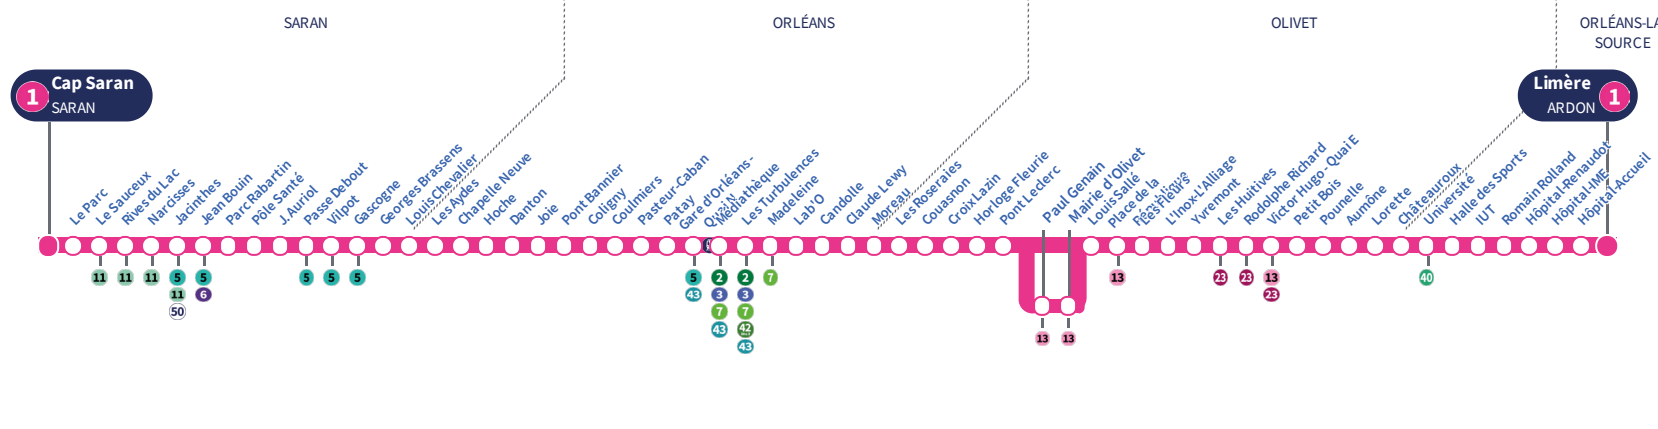 SARAN
ORLÉANS
OLIVET
ORLÉANS-LA
SOURCE
1 Cap Saran
SARAN
Limère 1
ARDON
Le Parc
Le Sauceux
Rives du Lac
Narcisses
Jacinthes
Jean Bouin
Parc Rabartin
Pôle Santé
J. Auriol
Passe Debout
Vilpot
Gascogne
Georges Brassens
Louis Chevalier
Les Aydes
Chapelle Neuve
Hoche
Danton
Joie
Pont Bannier
Coligny
Coulmiers
Pasteur-Caban
Patay
Gare d'Orléans-
Médiathèque
Les Turbulences
Madeleine
Lab'O
Candolle
Claude Lewy
Moreau
Les Roseraies
Couasnon
Croix Lazin
Horloge Fleurie
Pont Leclerc
Paul Genain
Mairie d'Olivet
Louis Sallé
Place de la
L'Inox-L'Alliage
Yvremont
Les Huitives
Rodolphe Richard
Victor Hugo - Quai E
Petit Bois
Pounelle
Aumône
Lorette
Châteauroux
Université
Halle des Sports
IUT
Romain Rolland
Hôpital-Renaudot
Hôpital-IME
Hôpital-Accueil
11
11
11
5
11
50
5
6
5
5
5
5
43
2
3
7
43
2
3
7
42
43
7
13
13
13
23
23
13
23
40